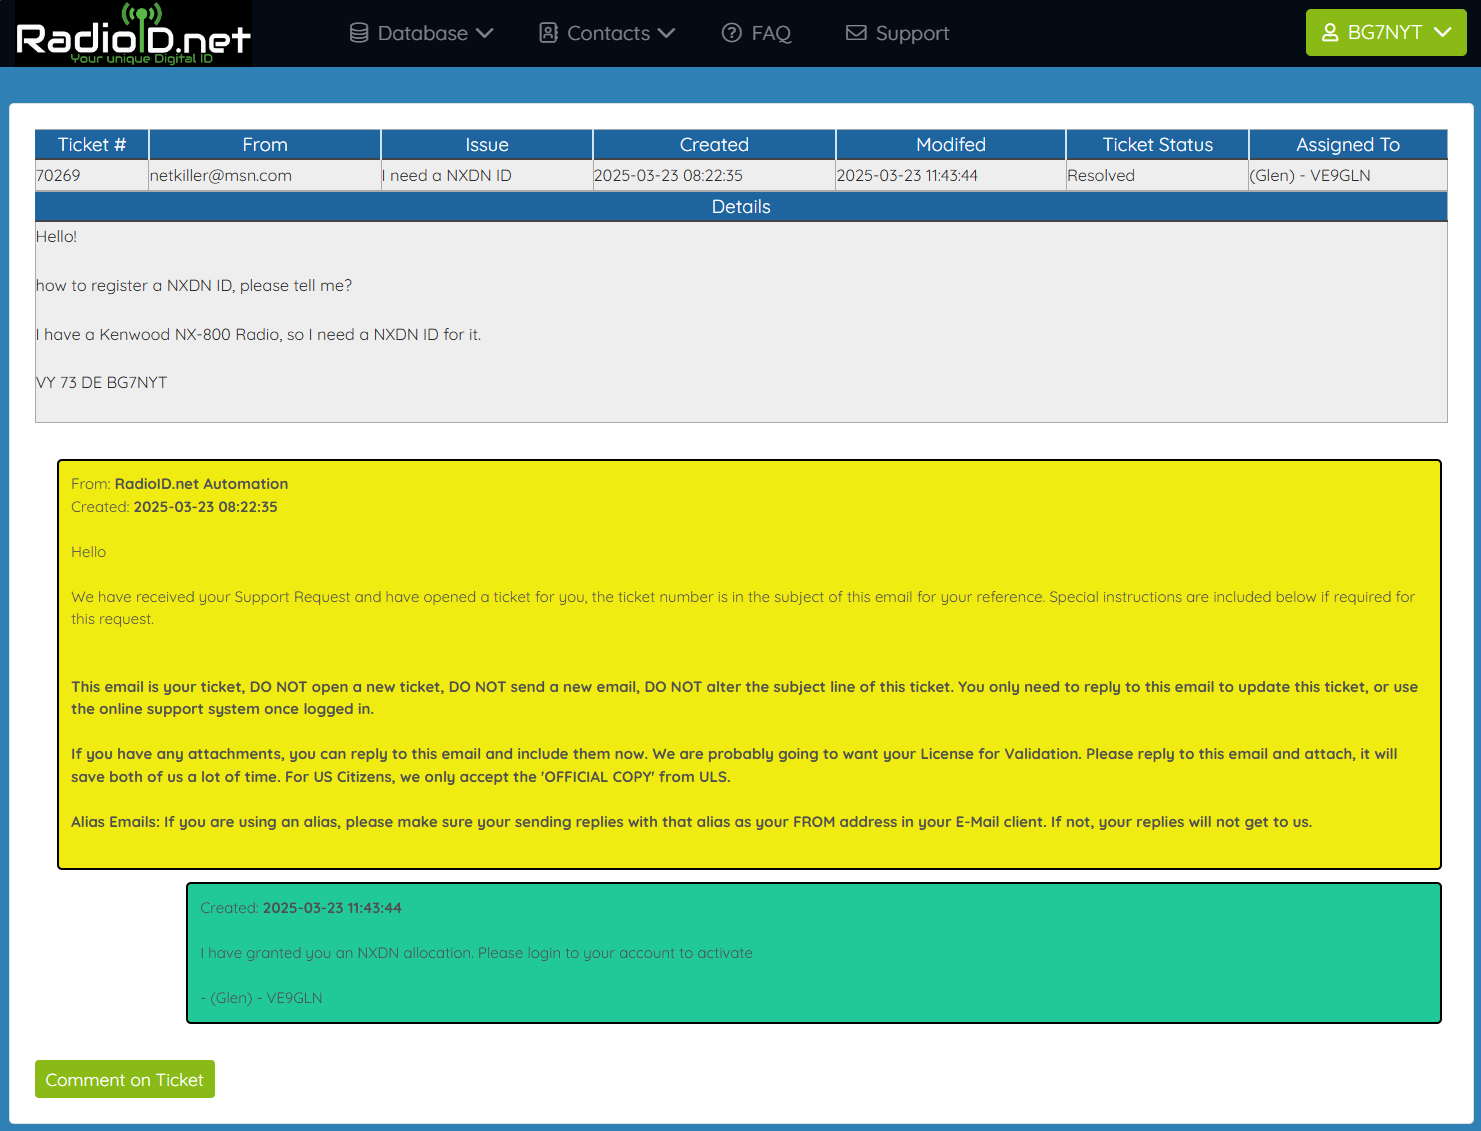 RadioID.net
Your unique Digital ID
Database
Contacts
FAQ
Support
BG7NYT
Ticket # From Issue Created Modifed Ticket Status Assigned To
70269 netkiller@msn.com I need a NXDN ID 2025-03-23 08:22:35 2025-03-23 11:43:44 Resolved (Glen) - VE9GLN
Details
Hello!
how to register a NXDN ID, please tell me?
I have a Kenwood NX-800 Radio, so I need a NXDN ID for it.
VY 73 DE BG7NYT
From: RadioID.net Automation
Created: 2025-03-23 08:22:35
Hello
We have received your Support Request and have opened a ticket for you, the ticket number is in the subject of this email for your reference. Special instructions are included below if required for
this request.
This email is your ticket, DO NOT open a new ticket, DO NOT send a new email, DO NOT alter the subject line of this ticket. You only need to reply to this email to update this ticket, or use
the online support system once logged in.
If you have any attachments, you can reply to this email and include them now. We are probably going to want your License for Validation. Please reply to this email and attach, it will
save both of us a lot of time. For US Citizens, we only accept the 'OFFICIAL COPY' from ULS.
Alias Emails: If you are using an alias, please make sure your sending replies with that alias as your FROM address in your E-Mail client. If not, your replies will not get to us.
Created: 2025-03-23 11:43:44
I have granted you an NXDN allocation. Please login to your account to activate
- (Glen) - VE9GLN
Comment on Ticket